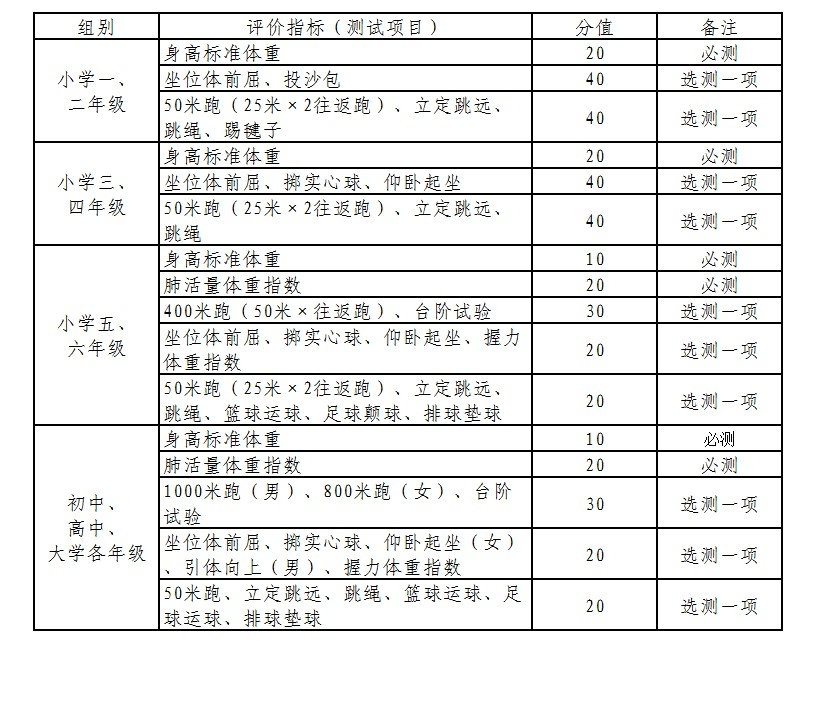 组别 评价指标（测试项目） 分值 备注
小学一、
二年级
身高标准体重 20 必测
坐位体前屈、投沙包 40 选测一项
50米跑（25米×2往返跑）、立定跳远、
跳绳、踢毽子
40 选测一项
小学三、
四年级
身高标准体重 20 必测
坐位体前屈、掷实心球、仰卧起坐 40 选测一项
50米跑（25米×2往返跑）、立定跳远、
跳绳
40 选测一项
小学五、
六年级
身高标准体重 10 必测
肺活量体重指数 20 必测
400米跑（50米×往返跑）、台阶试验 30 选测一项
坐位体前屈、掷实心球、仰卧起坐、握力
体重指数
20 选测一项
50米跑（25米×2往返跑）、立定跳远、
跳绳、篮球运球、足球颠球、排球垫球
20 选测一项
初中、
高中、
大学各年级
身高标准体重 10 必测
肺活量体重指数 20 必测
1000米跑（男）、800米跑（女）、台阶
试验
30 选测一项
坐位体前屈、掷实心球、仰卧起坐（女）
、引体向上（男）、握力体重指数
20 选测一项
50米跑、立定跳远、跳绳、篮球运球、足
球运球、排球垫球
20 选测一项